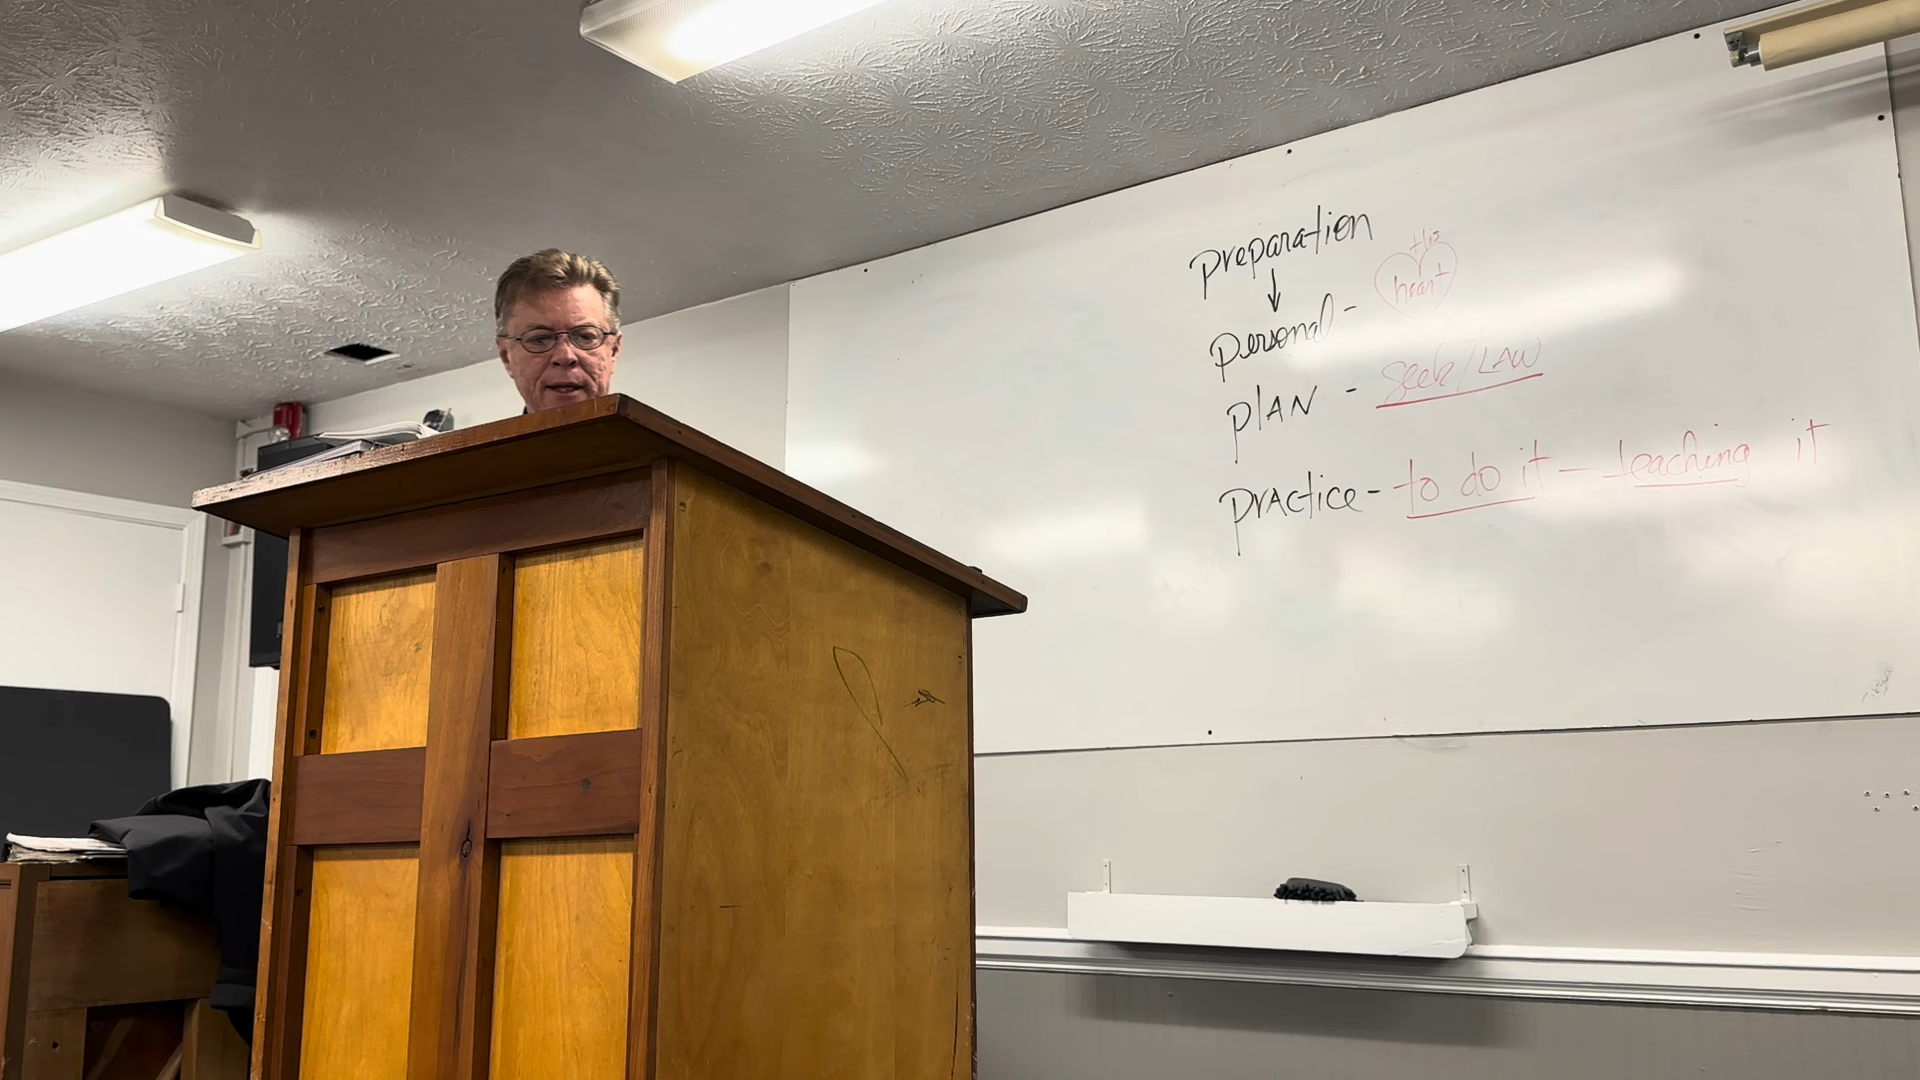 preparation
↓
personal - his heart
plAN - seek/LAW
prActice - to do it - teaching it